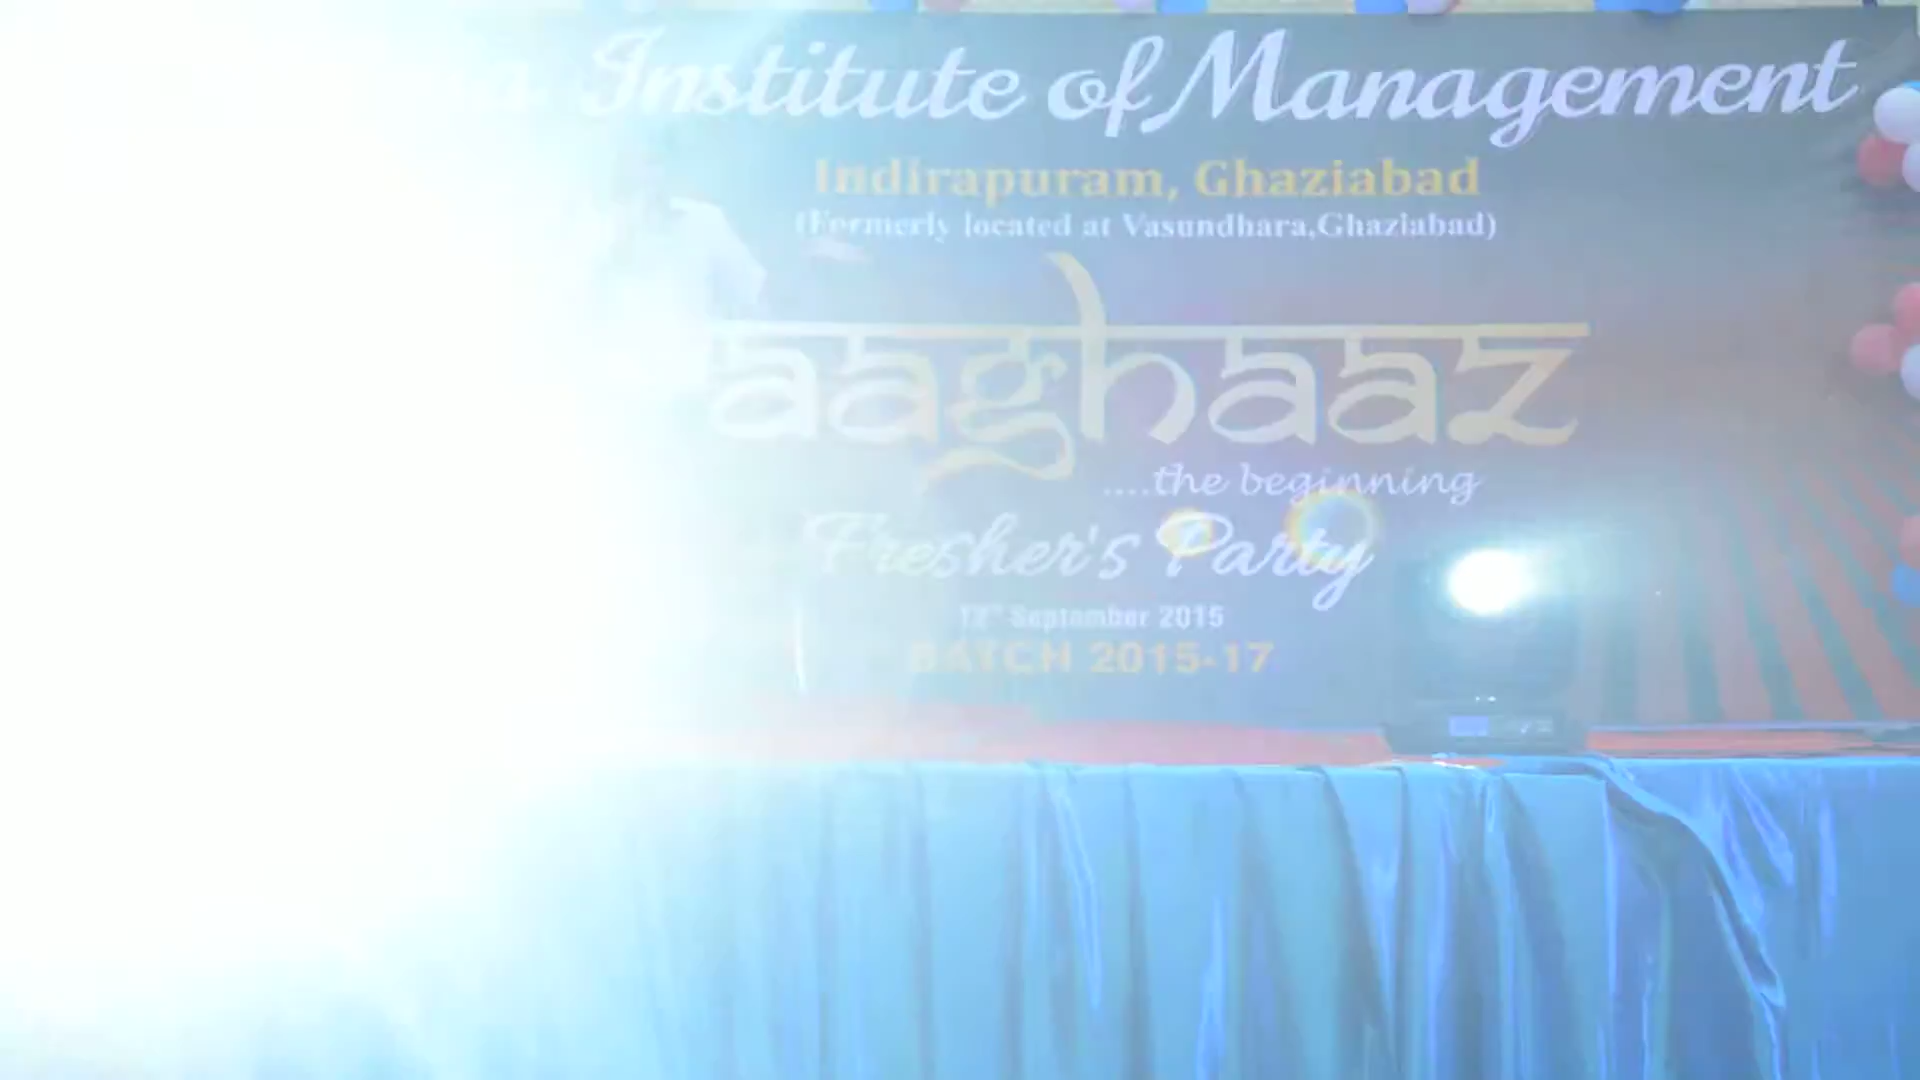 Institute of Management
Indirapuram, Ghaziabad
(Formerly located at Vasundhara,Ghaziabad)
aaghaaz
....the beginning
Fresher's Party
12th September 2015
BATCH 2015-17